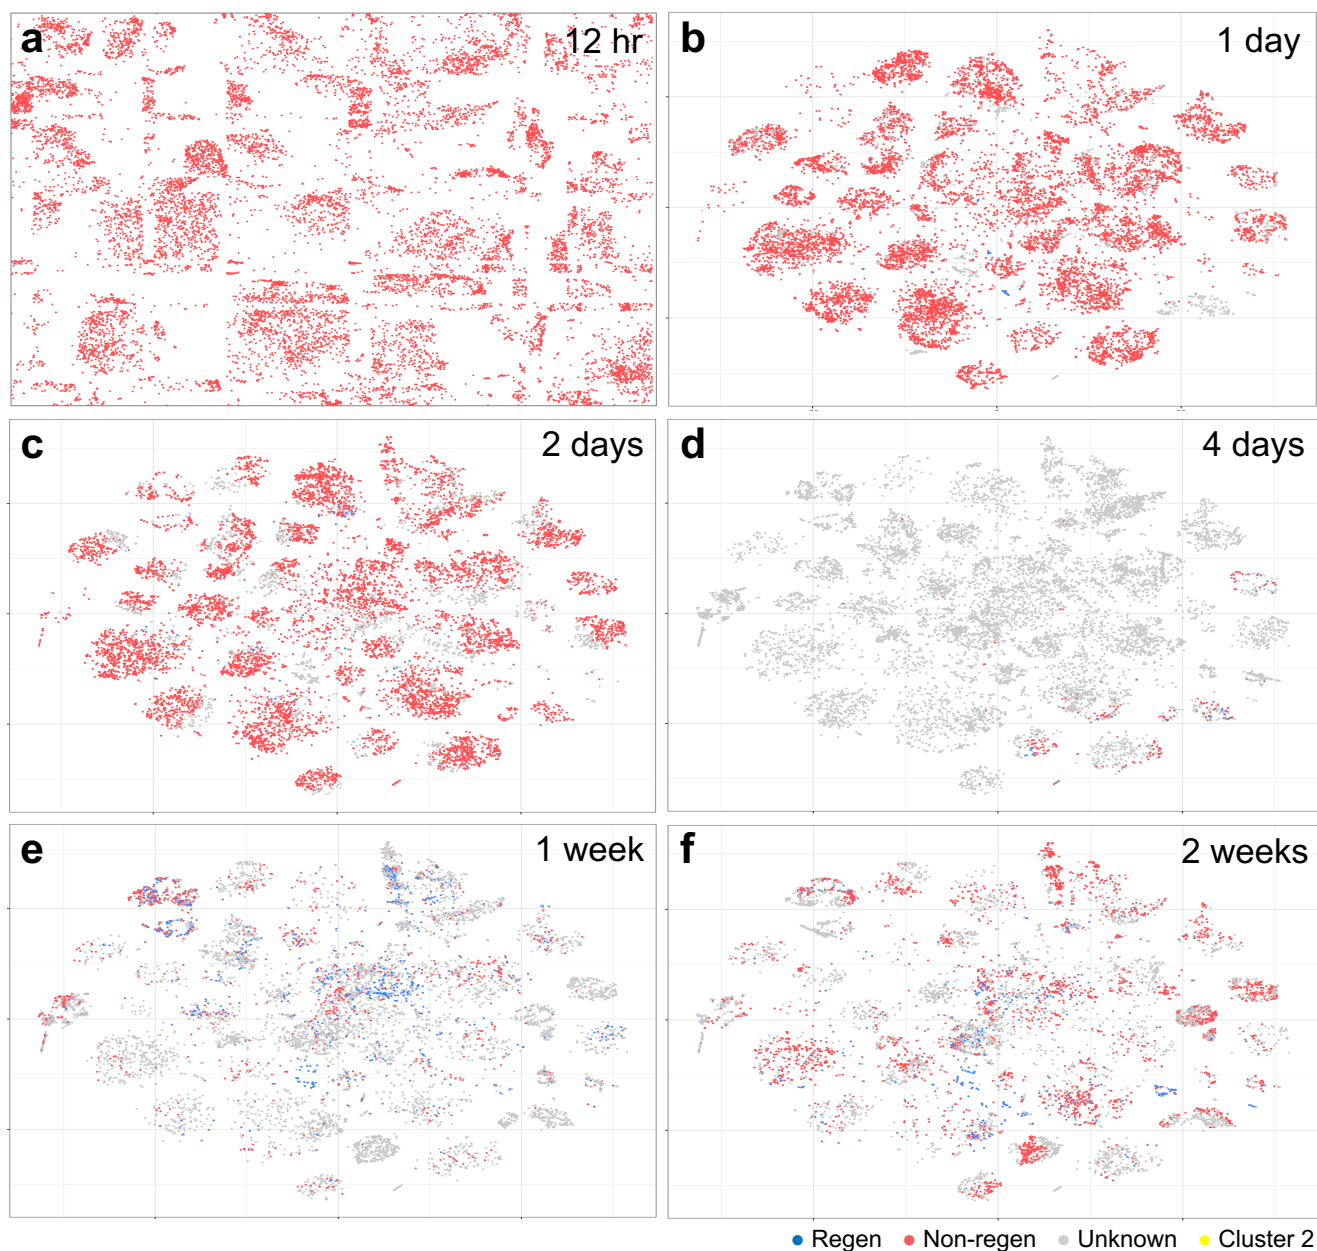 a 12 hr
b 1 day
c 2 days
d 4 days
e 1 week
f 2 weeks
Regen Non-regen Unknown Cluster 2